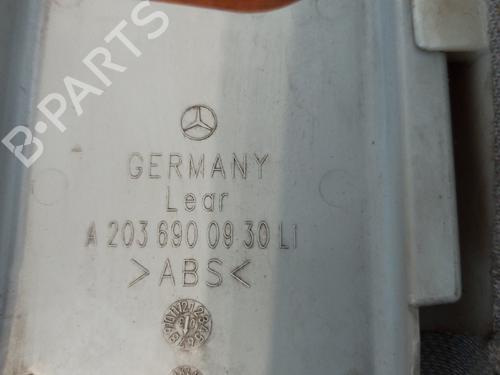 B-PARTS
GERMANY
Lear
A 203 690 09 30 LI
>ABS<